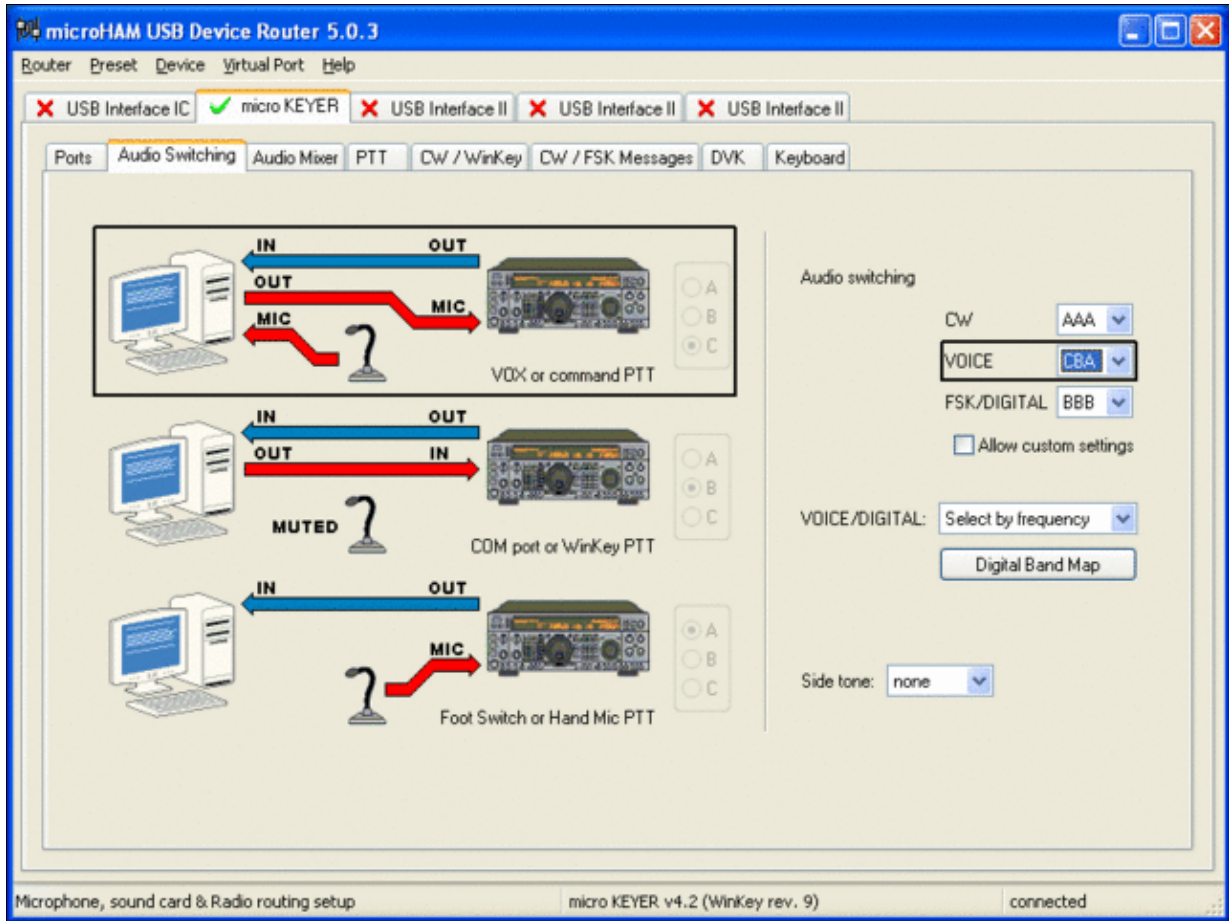 microHAM USB Device Router 5.0.3
Router Preset Device Virtual Port Help
USB Interface IC micro KEYER USB Interface II USB Interface II USB Interface II
Ports Audio Switching Audio Mixer PTT CW / WinKey CW / FSK Messages DVK Keyboard
IN OUT
OUT
MIC
MIC
A
B
C
VOX or command PTT
IN OUT
OUT IN
MUTED
A
B
C
COM port or WinKey PTT
IN OUT
MIC
A
B
C
Foot Switch or Hand Mic PTT
Audio switching
CW AAA
VOICE CBA
FSK/DIGITAL BBB
Allow custom settings
VOICE/DIGITAL: Select by frequency
Digital Band Map
Side tone: none
Microphone, sound card & Radio routing setup micro KEYER v4.2 (WinKey rev. 9) connected